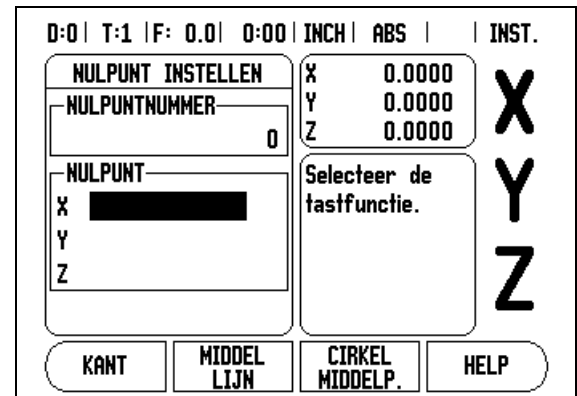 D:0| T:1 |F: 0.0| 0:00| INCH| ABS | | INST.
NULPUNT INSTELLEN
NULPUNTNUMMER
0
NULPUNT
X
Y
Z
X 0.0000
Y 0.0000
Z 0.0000
Selecteer de
tastfunctie.
X
Y
Z
KANT
MIDDEL
LIJN
CIRKEL
MIDDELP.
HELP